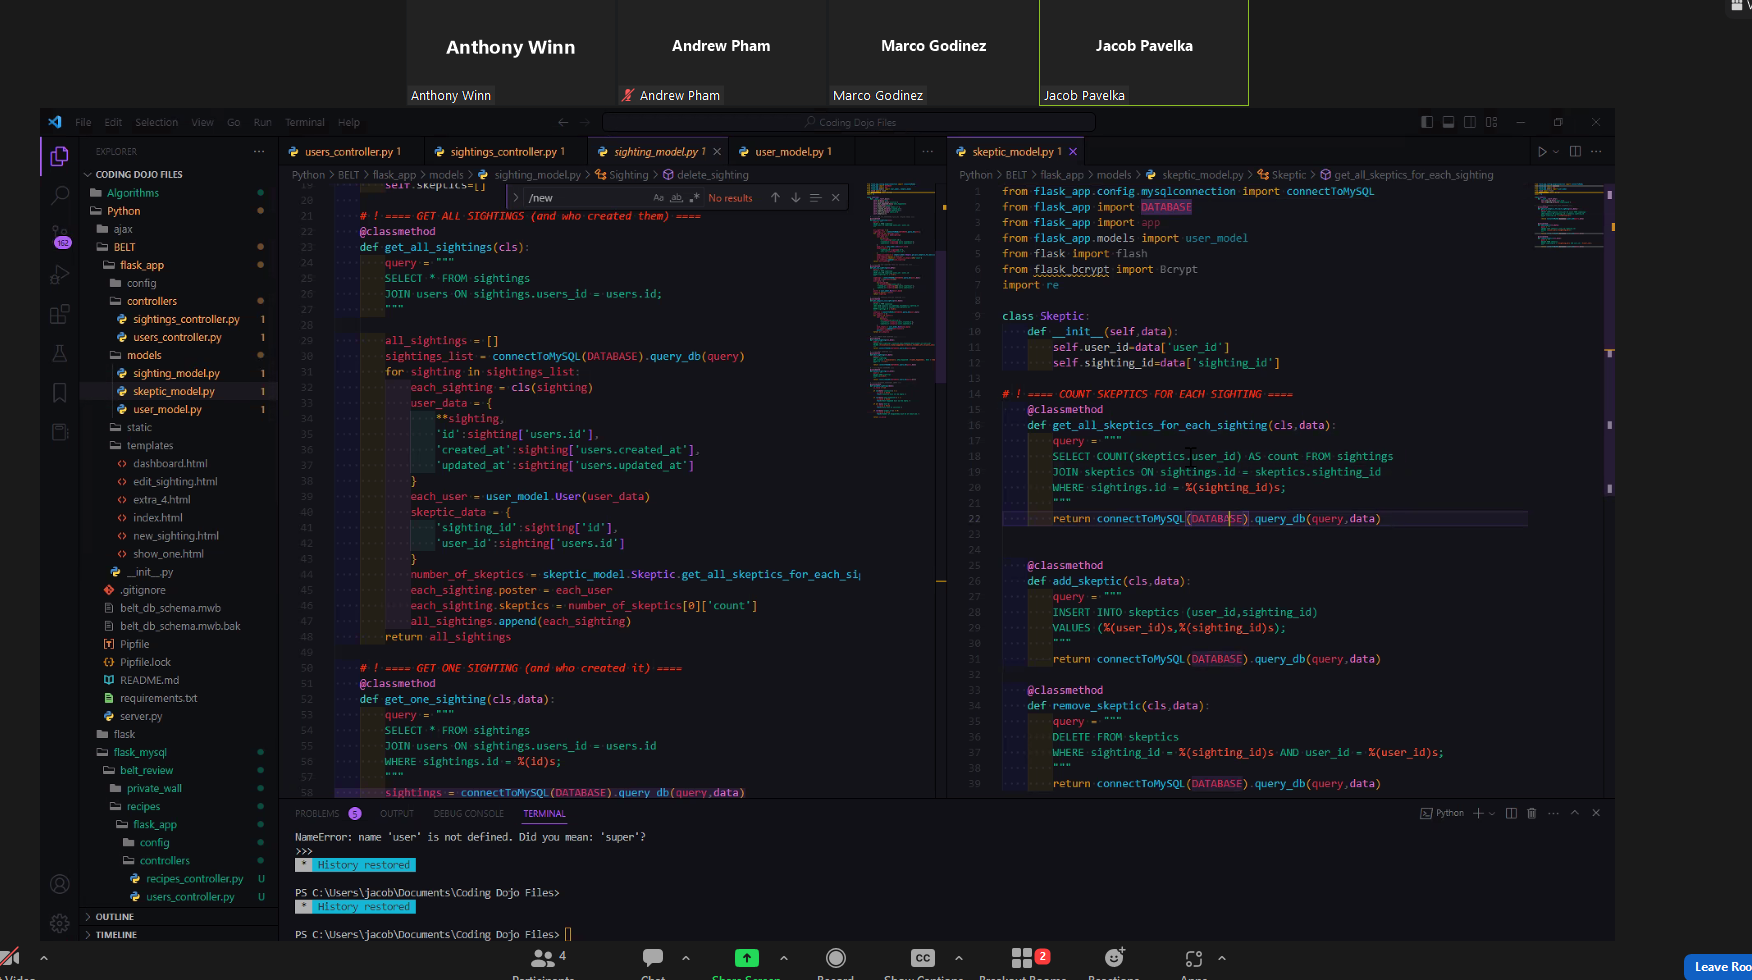 Anthony Winn
Andrew Pham
Marco Godinez
Jacob Pavelka
Anthony Winn
Andrew Pham
Marco Godinez
Jacob Pavelka
File Edit Selection View Go Run Terminal Help
Coding Dojo Files
EXPLORER
CODING DOJO FILES
Algorithms
Python
ajax
BELT
flask_app
config
controllers
sightings_controller.py 1
users_controller.py 1
models
sighting_model.py 1
skeptic_model.py 1
user_model.py 1
static
templates
dashboard.html
edit_sighting.html
extra_4.html
index.html
new_sighting.html
show_one.html
__init__.py
.gitignore
belt_db_schema.mwb
belt_db_schema.mwb.bak
Pipfile
Pipfile.lock
README.md
requirements.txt
server.py
flask
flask_mysql
belt_review
private_wall
recipes
flask_app
config
controllers
recipes_controller.py U
users_controller.py U
OUTLINE
TIMELINE
162
users_controller.py 1
sightings_controller.py 1
sighting_model.py 1
user_model.py 1
Python > BELT > flask_app > models > sighting_model.py > Sighting > delete_sighting
/new
Aa ab .* No results
19 self.skeptics=[]
20
21 # ! ==== GET ALL SIGHTINGS (and who created them) ====
22 @classmethod
23 def get_all_sightings(cls):
24 query = """
25 SELECT * FROM sightings
26 JOIN users ON sightings.users_id = users.id;
27 """
28
29 all_sightings = []
30 sightings_list = connectToMySQL(DATABASE).query_db(query)
31 for sighting in sightings_list:
32 each_sighting = cls(sighting)
33 user_data = {
34 **sighting,
35 'id':sighting['users.id'],
36 'created_at':sighting['users.created_at'],
37 'updated_at':sighting['users.updated_at']
38 }
39 each_user = user_model.User(user_data)
40 skeptic_data = {
41 'sighting_id':sighting['id'],
42 'user_id':sighting['users.id']
43 }
44 number_of_skeptics = skeptic_model.Skeptic.get_all_skeptics_for_each_si
45 each_sighting.poster = each_user
46 each_sighting.skeptics = number_of_skeptics[0]['count']
47 all_sightings.append(each_sighting)
48 return all_sightings
49
50 # ! ==== GET ONE SIGHTING (and who created it) ====
51 @classmethod
52 def get_one_sighting(cls,data):
53 query = """
54 SELECT * FROM sightings
55 JOIN users ON sightings.users_id = users.id
56 WHERE sightings.id = %(id)s;
57 """
58 sightings = connectToMySQL(DATABASE).query_db(query,data)
skeptic_model.py 1
Python > BELT > flask_app > models > skeptic_model.py > Skeptic > get_all_skeptics_for_each_sighting
1 from flask_app.config.mysqlconnection import connectToMySQL
2 from flask_app import DATABASE
3 from flask_app import app
4 from flask_app.models import user_model
5 from flask import flash
6 from flask_bcrypt import Bcrypt
7 import re
8
9 class Skeptic:
10 def __init__(self,data):
11 self.user_id=data['user_id']
12 self.sighting_id=data['sighting_id']
13
14 # ! ==== COUNT SKEPTICS FOR EACH SIGHTING ====
15 @classmethod
16 def get_all_skeptics_for_each_sighting(cls,data):
17 query = """
18 SELECT COUNT(skeptics.user_id) AS count FROM sightings
19 JOIN skeptics ON sightings.id = skeptics.sighting_id
20 WHERE sightings.id = %(sighting_id)s;
21 """
22 return connectToMySQL(DATABASE).query_db(query,data)
23
24
25 @classmethod
26 def add_skeptic(cls,data):
27 query = """
28 INSERT INTO skeptics (user_id,sighting_id)
29 VALUES (%(user_id)s,%(sighting_id)s);
30 """
31 return connectToMySQL(DATABASE).query_db(query,data)
32
33 @classmethod
34 def remove_skeptic(cls,data):
35 query = """
36 DELETE FROM skeptics
37 WHERE sighting_id = %(sighting_id)s AND user_id = %(user_id)s;
38 """
39 return connectToMySQL(DATABASE).query_db(query,data)
PROBLEMS 5 OUTPUT DEBUG CONSOLE TERMINAL
Python
NameError: name 'user' is not defined. Did you mean: 'super'?
>>>
* History restored
PS C:\Users\jacob\Documents\Coding Dojo Files>
* History restored
PS C:\Users\jacob\Documents\Coding Dojo Files>
Video
4
Participants
Chat
Share Screen
Record
CC
Show Captions
2
Breakout Rooms
Reactions
Apps
Leave Roo